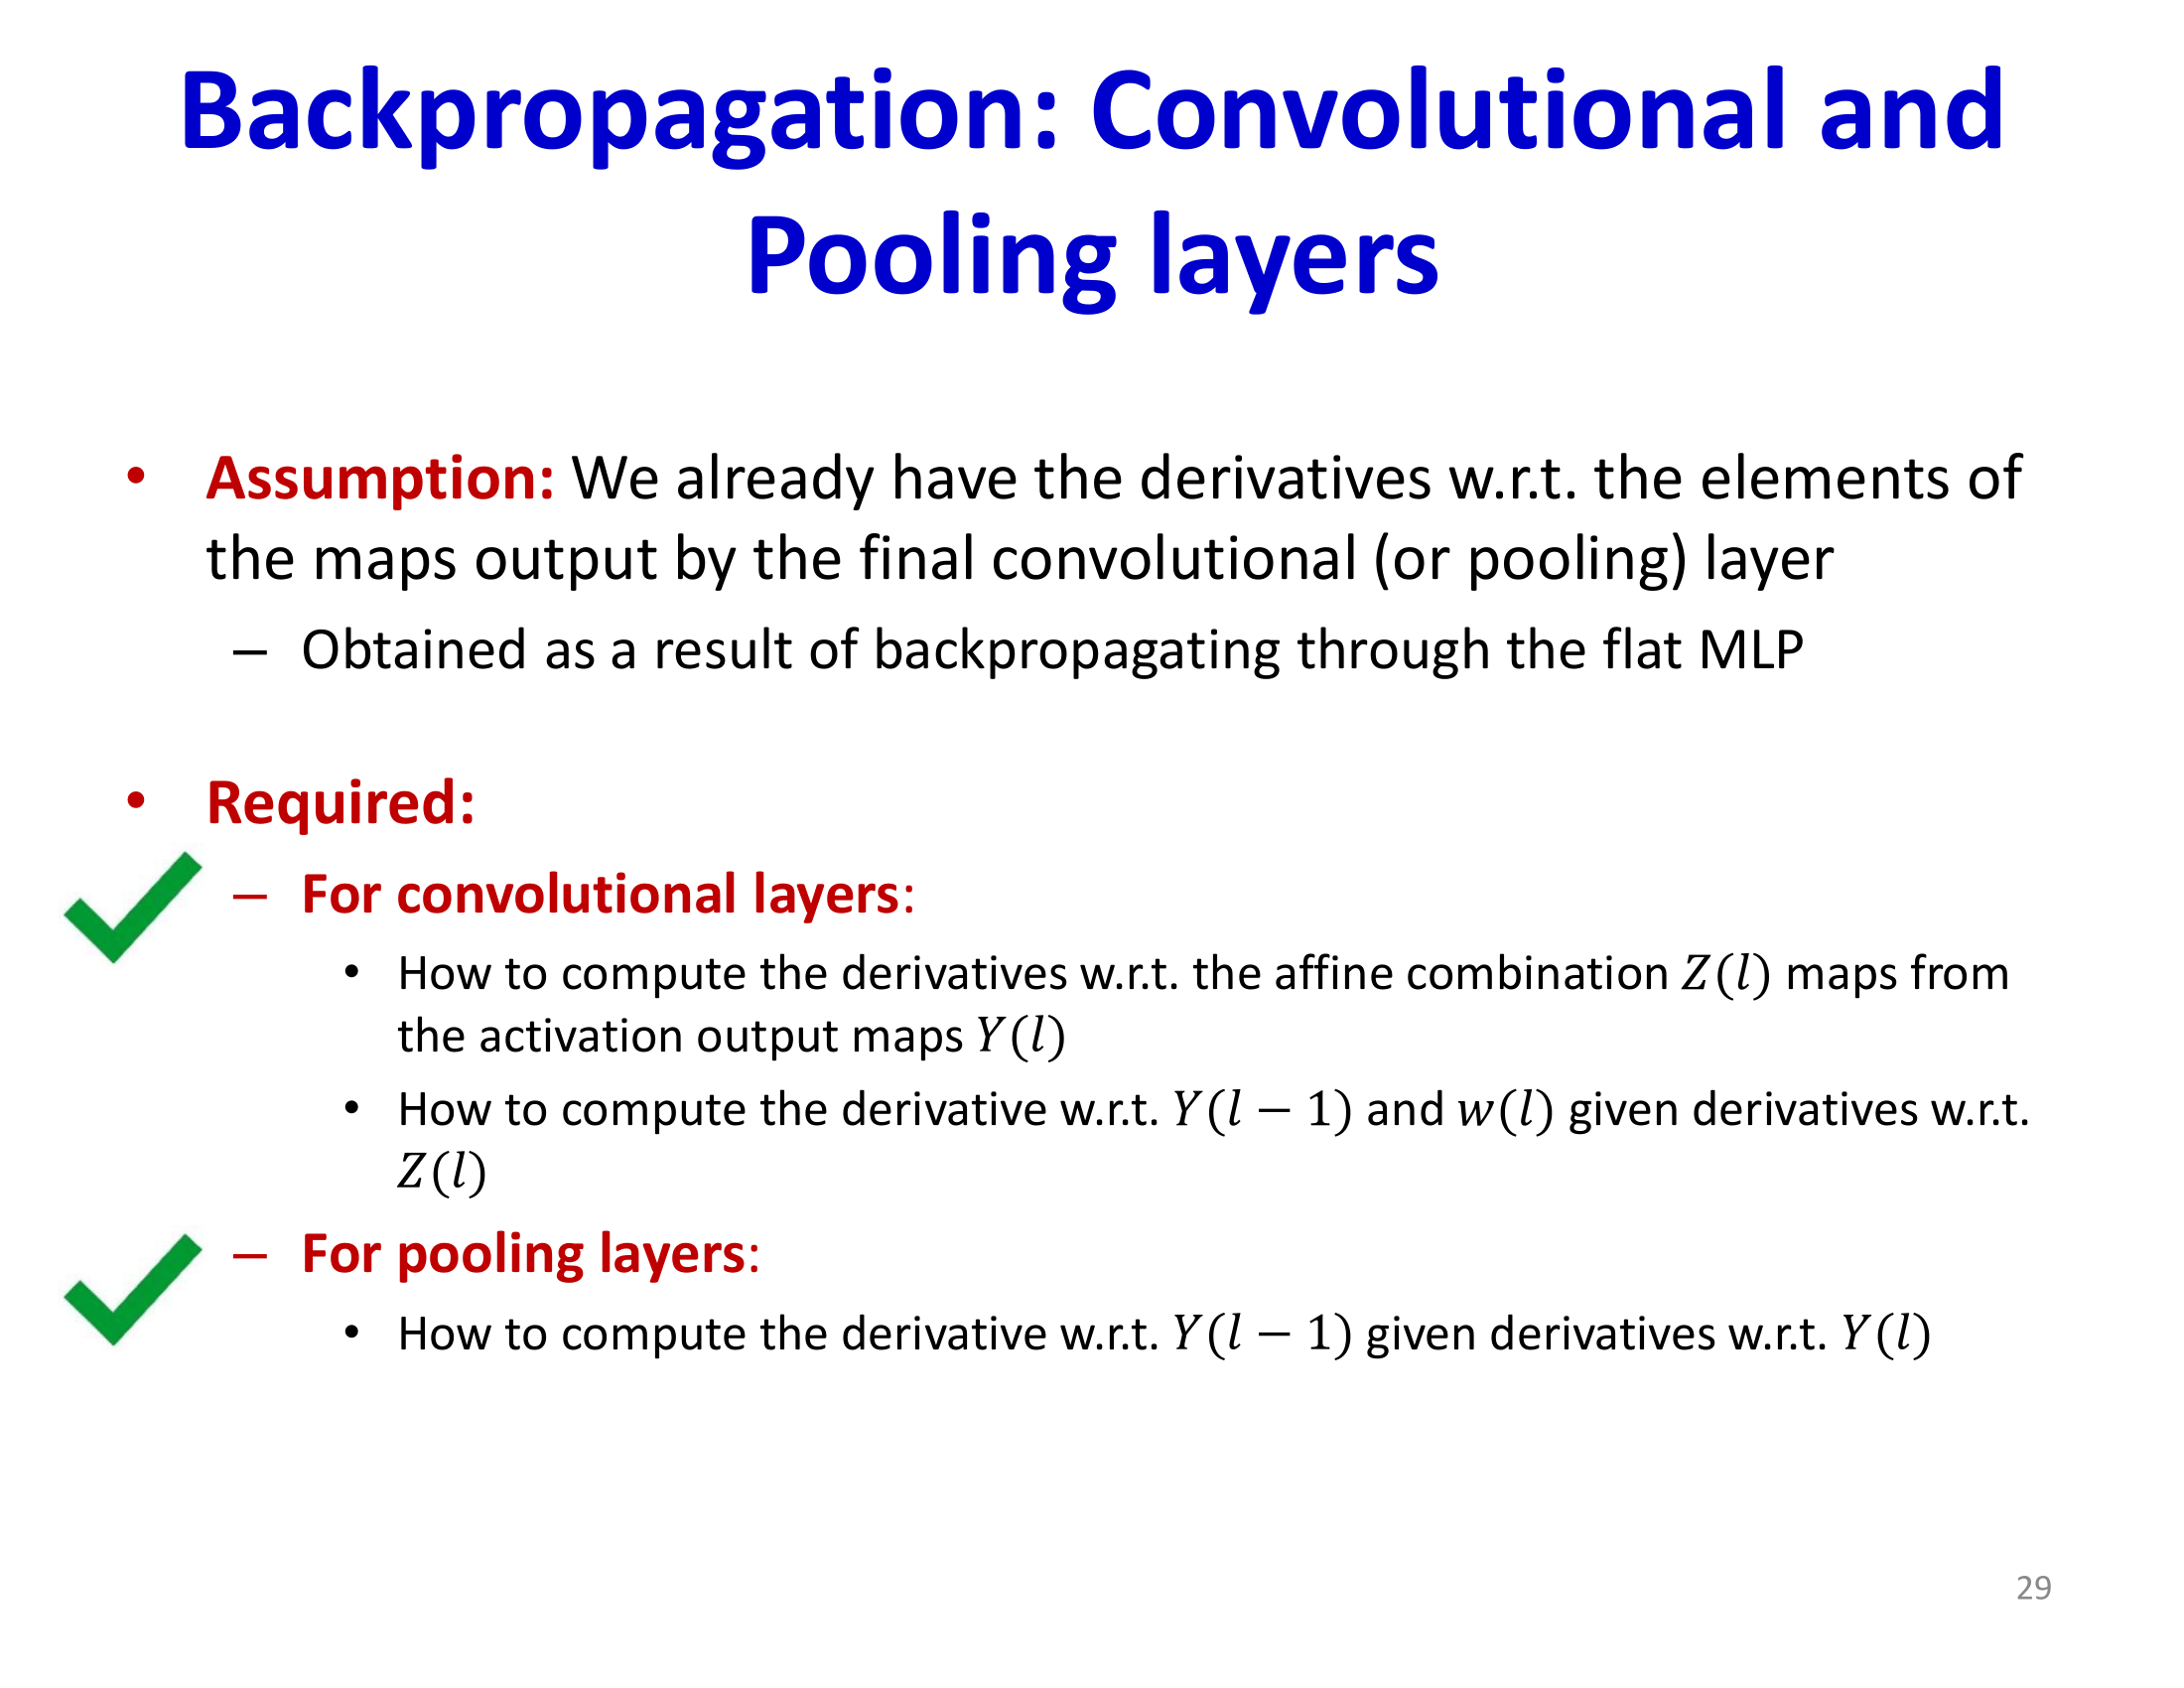 Backpropagation: Convolutional and
Pooling layers
• Assumption: We already have the derivatives w.r.t. the elements of
the maps output by the final convolutional (or pooling) layer
– Obtained as a result of backpropagating through the flat MLP
• Required:
– For convolutional layers:
• How to compute the derivatives w.r.t. the affine combination Z(l) maps from
the activation output maps Y(l)
• How to compute the derivative w.r.t. Y(l − 1) and w(l) given derivatives w.r.t.
Z(l)
– For pooling layers:
• How to compute the derivative w.r.t. Y(l − 1) given derivatives w.r.t. Y(l)
29